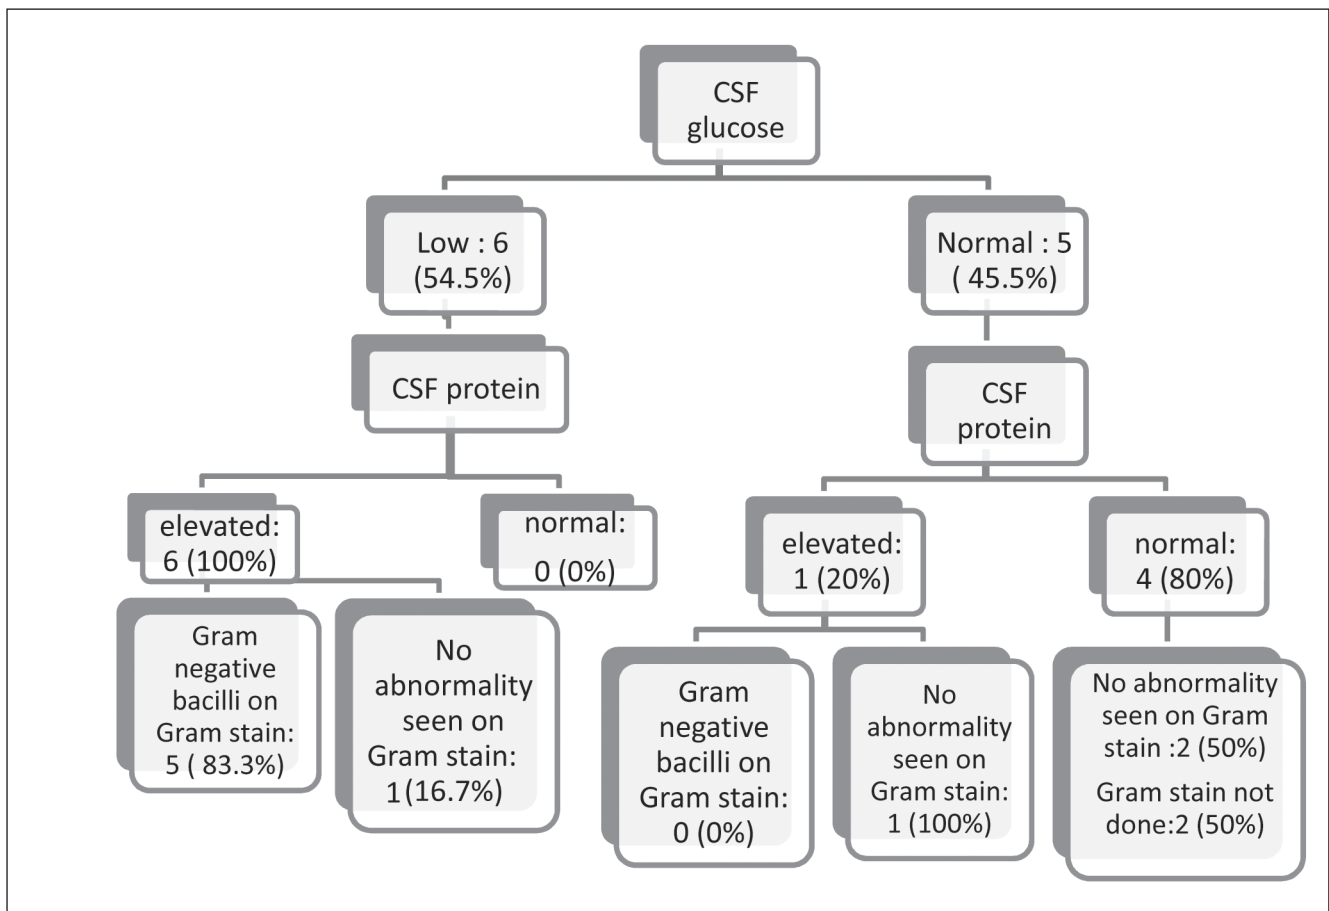 CSF
glucose
Low : 6
(54.5%)
Normal : 5
( 45.5%)
CSF protein
CSF
protein
elevated:
6 (100%)
normal:
0 (0%)
elevated:
1 (20%)
normal:
4 (80%)
Gram
negative
bacilli on
Gram stain:
5 ( 83.3%)
No
abnormality
seen on
Gram stain:
1(16.7%)
Gram
negative
bacilli on
Gram stain:
0 (0%)
No
abnormality
seen on
Gram stain:
1 (100%)
No abnormality
seen on Gram
stain :2 (50%)
Gram stain not
done:2 (50%)